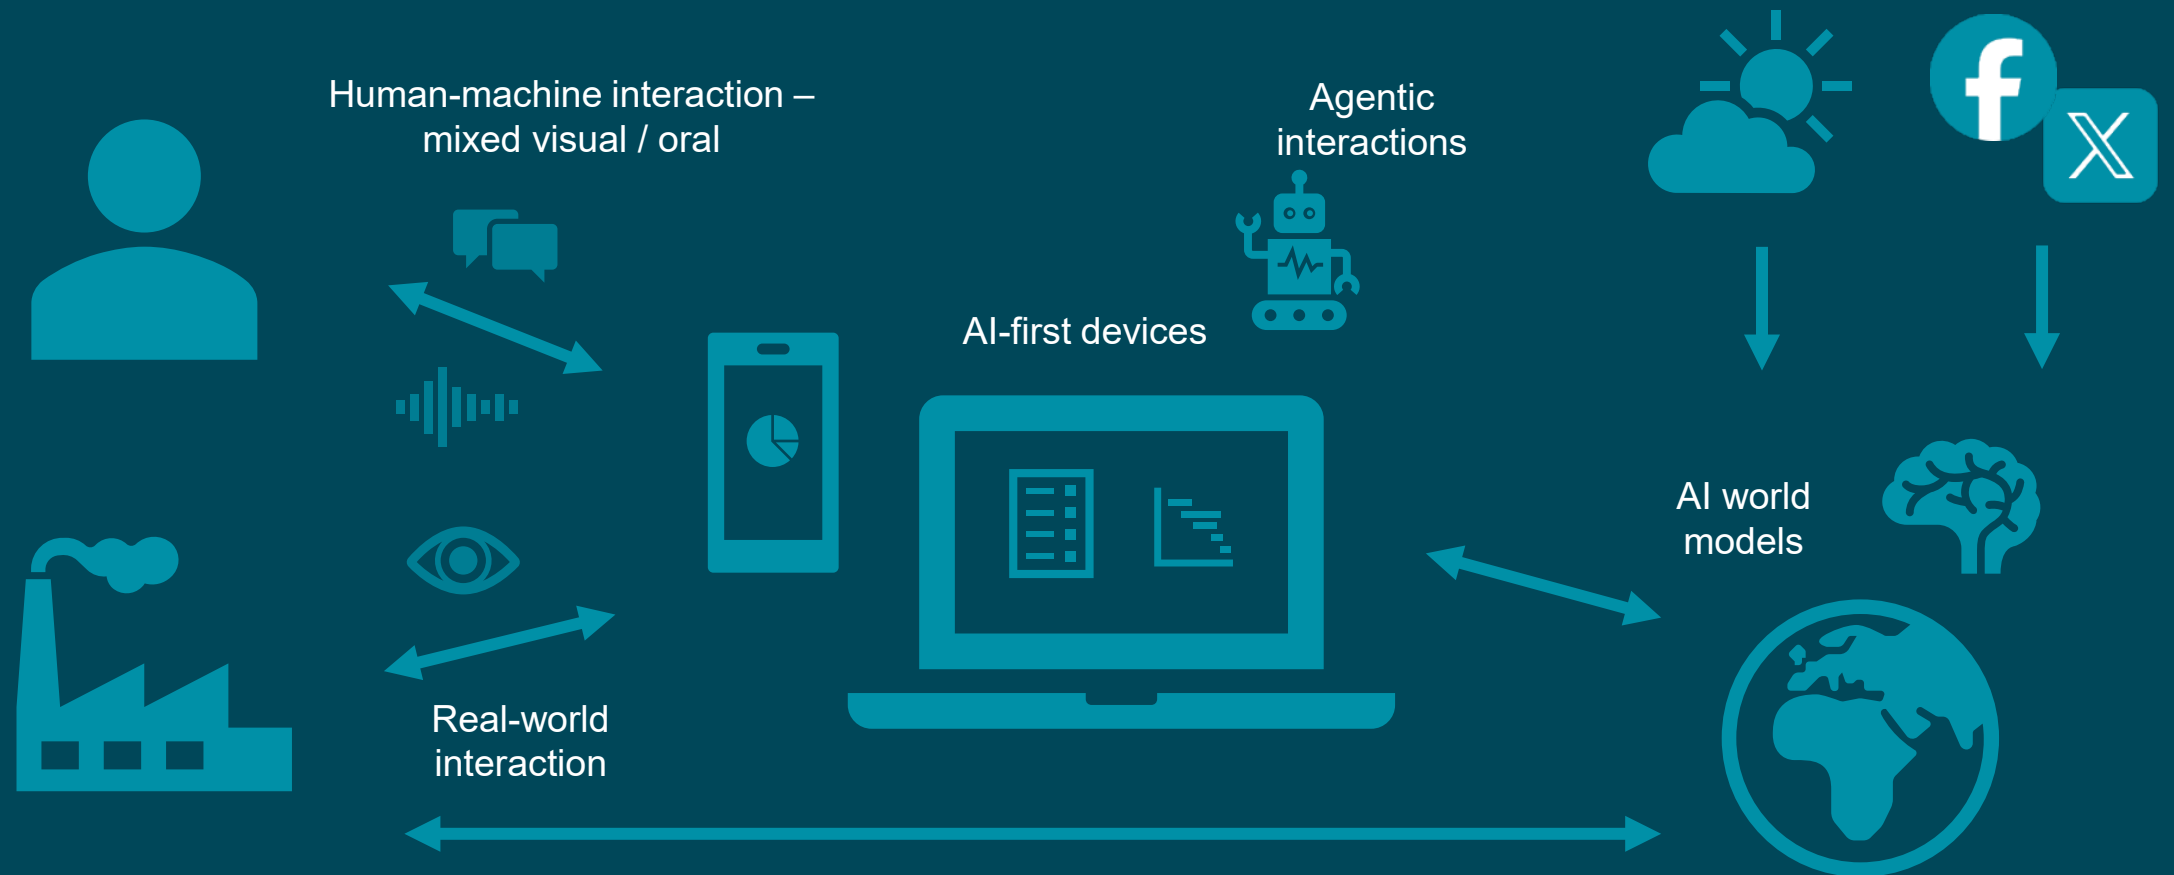 Human-machine interaction –
mixed visual / oral
Agentic
interactions
AI-first devices
AI world
models
Real-world
interaction